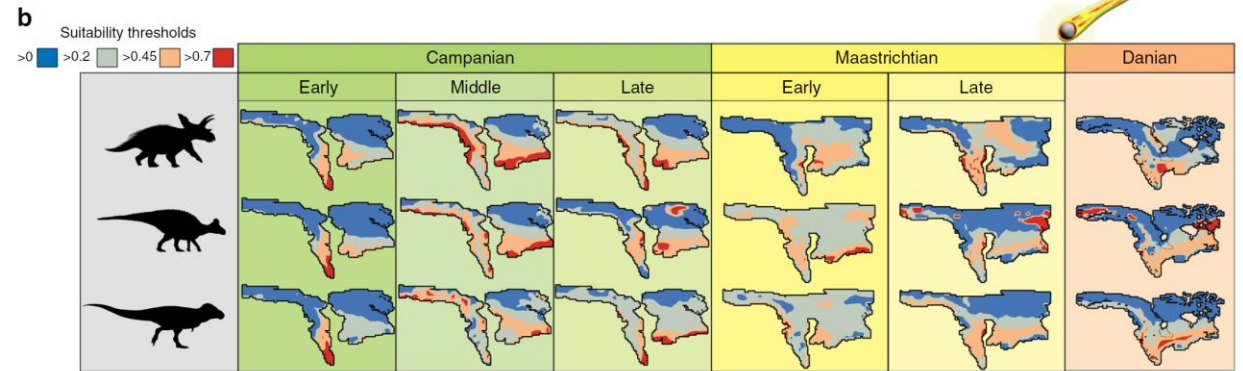 b
Suitability thresholds
>0 >0.2 >0.45 >0.7
Campanian Maastrichtian Danian
Early Middle Late Early Late